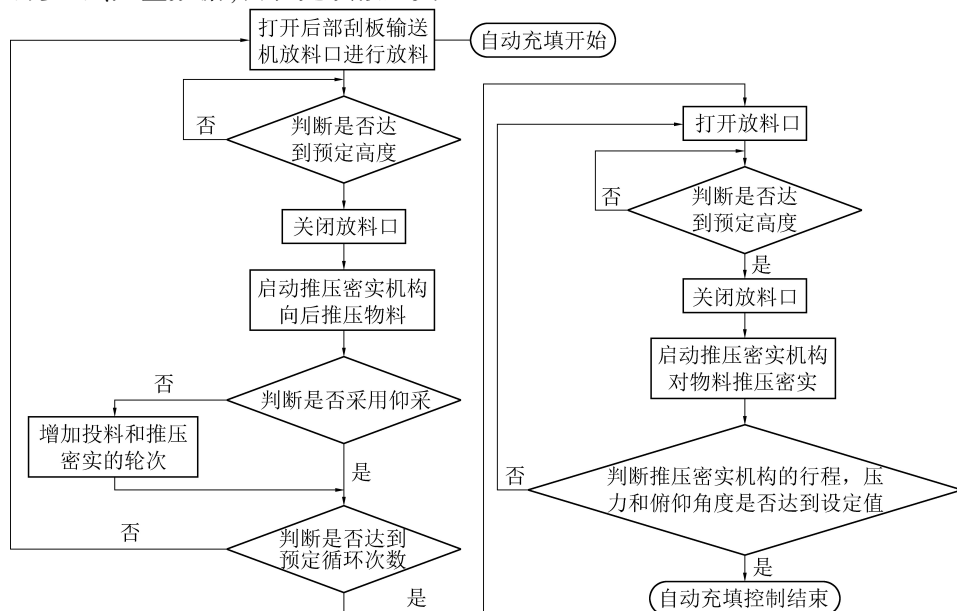 打开后部刮板输送
机放料口进行放料
自动充填开始
否
判断是否达
到预定高度
关闭放料口
启动推压密实机构
向后推压物料
否
判断是否采用仰采
增加投料和推压
密实的轮次
是
否
判断是否达到
预定循环次数
是
打开放料口
否
判断是否达
到预定高度
是
关闭放料口
启动推压密实机构
对物料推压密实
否
判断推压密实机构的行程，压
力和俯仰角度是否达到设定值
是
自动充填控制结束